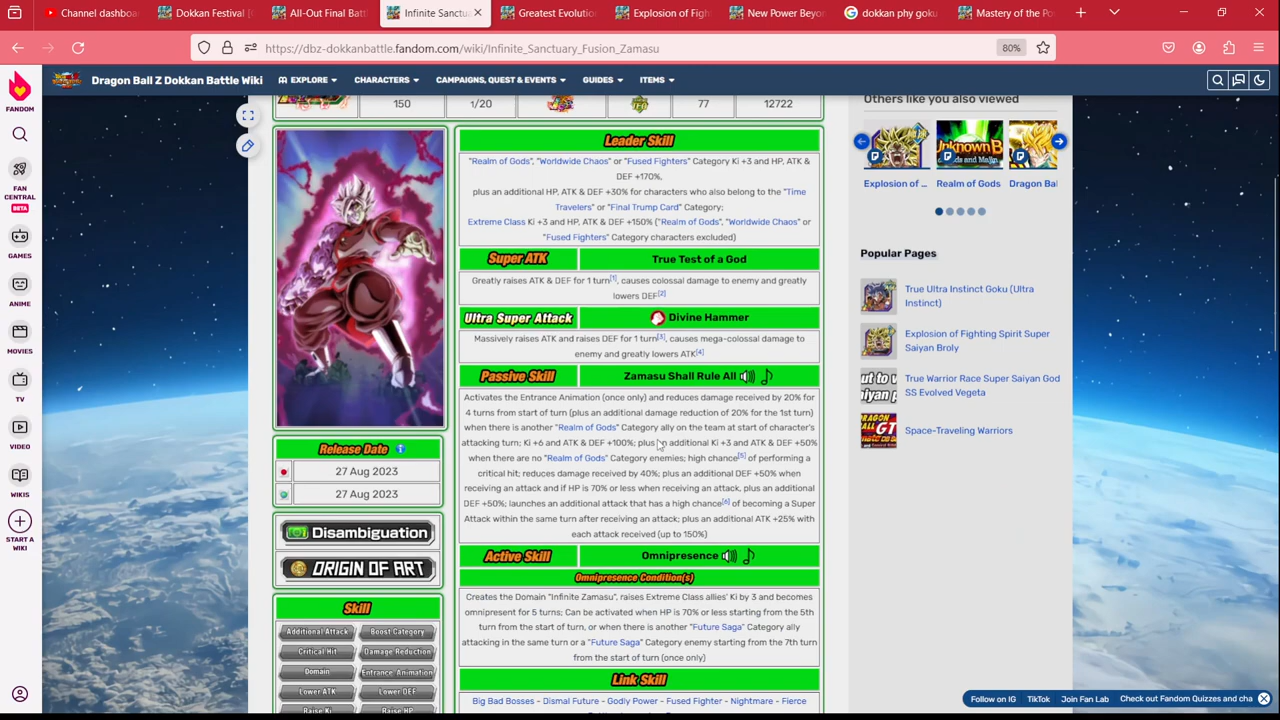 Channel dashboard
Dokkan Festival [
All-Out Final Battl
Infinite Sanctu
Greatest Evolutio
Explosion of Figh
New Power Beyo
dokkan phy goku
Mastery of the Po
https://dbz-dokkanbattle.fandom.com/wiki/Infinite_Sanctuary_Fusion_Zamasu
80%
FANDOM
Dragon Ball Z Dokkan Battle Wiki
EXPLORE
CHARACTERS
CAMPAIGNS, QUEST & EVENTS
GUIDES
ITEMS
FAN CENTRAL
BETA
GAMES
ANIME
MOVIES
TV
VIDEO
WIKIS
START A WIKI
150
1/20
77
12722
Leader Skill
"Realm of Gods", "Worldwide Chaos" or "Fused Fighters" Category Ki +3 and HP, ATK &
DEF +170%,
plus an additional HP, ATK & DEF +30% for characters who also belong to the "Time
Travelers" or "Final Trump Card" Category;
Extreme Class Ki +3 and HP, ATK & DEF +150% ("Realm of Gods", "Worldwide Chaos" or
"Fused Fighters" Category characters excluded)
Super ATK
True Test of a God
Greatly raises ATK & DEF for 1 turn[1], causes colossal damage to enemy and greatly
lowers DEF[2]
Ultra Super Attack
Divine Hammer
Massively raises ATK and raises DEF for 1 turn[3], causes mega-colossal damage to
enemy and greatly lowers ATK[4]
Passive Skill
Zamasu Shall Rule All
Activates the Entrance Animation (once only) and reduces damage received by 20% for
4 turns from start of turn (plus an additional damage reduction of 20% for the 1st turn)
when there is another "Realm of Gods" Category ally on the team at start of character's
attacking turn; Ki +6 and ATK & DEF +100%; plus an additional Ki +3 and ATK & DEF +50%
when there are no "Realm of Gods" Category enemies; high chance[5] of performing a
critical hit; reduces damage received by 40%; plus an additional DEF +50% when
receiving an attack and if HP is 70% or less when receiving an attack, plus an additional
DEF +50%; launches an additional attack that has a high chance[6] of becoming a Super
Attack within the same turn after receiving an attack; plus an additional ATK +25% with
each attack received (up to 150%)
Active Skill
Omnipresence
Omnipresence Condition(s)
Creates the Domain "Infinite Zamasu", raises Extreme Class allies' Ki by 3 and becomes
omnipresent for 5 turns; Can be activated when HP is 70% or less starting from the 5th
turn from the start of turn, or when there is another "Future Saga" Category ally
attacking in the same turn or a "Future Saga" Category enemy starting from the 7th turn
from the start of turn (once only)
Link Skill
Big Bad Bosses - Dismal Future - Godly Power - Fused Fighter - Nightmare - Fierce
Release Date
27 Aug 2023
27 Aug 2023
Disambiguation
ORIGIN OF ART
Skill
Additional Attack
Boost Category
Critical Hit
Damage Reduction
Domain
Entrance Animation
Lower ATK
Lower DEF
Raise Ki
Raise HP
Others like you also viewed
Explosion of ...
Realm of Gods
Dragon Bal
Popular Pages
True Ultra Instinct Goku (Ultra
Instinct)
Explosion of Fighting Spirit Super
Saiyan Broly
True Warrior Race Super Saiyan God
SS Evolved Vegeta
Space-Traveling Warriors
Follow on IG
TikTok
Join Fan Lab
Check out Fandom Quizzes and cha